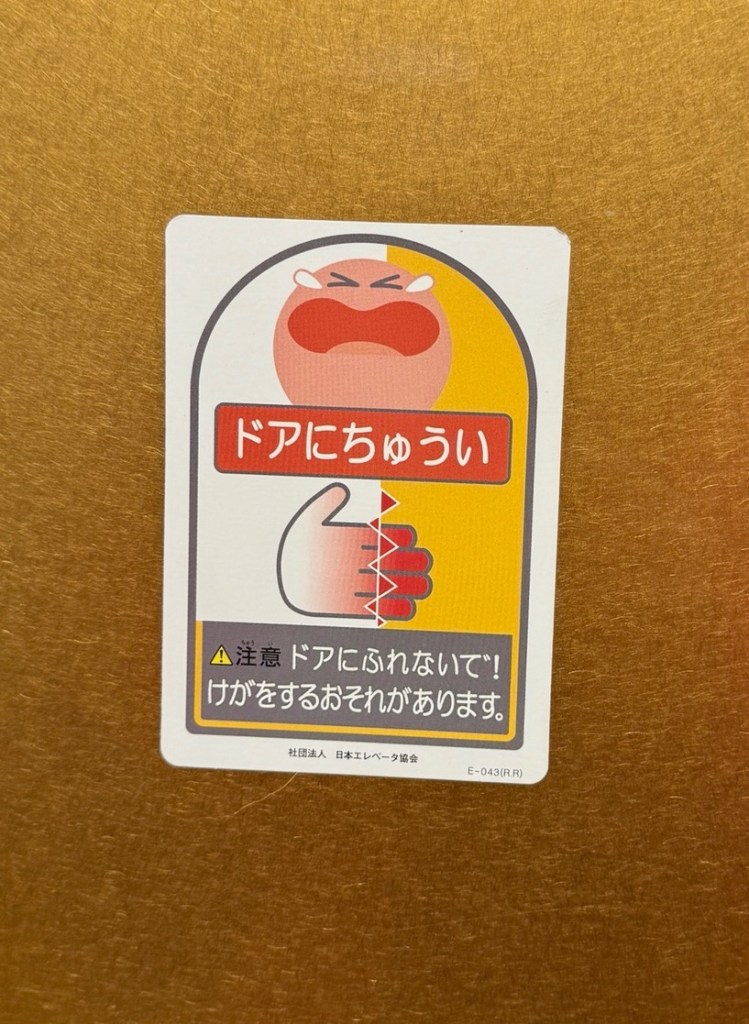 ドアにちゅうい
⚠注意 ドアにふれないで!
けがをするおそれがあります。
社団法人 日本エレベータ協会
E-043(R.R)